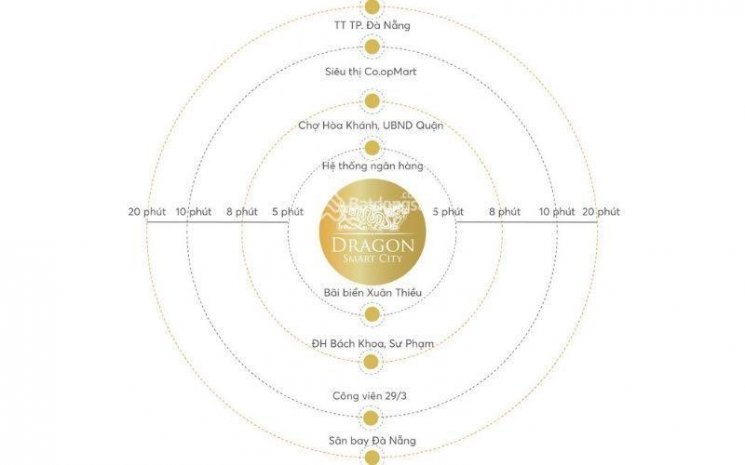 TT TP. Đà Nẵng
Siêu thị Co.opMart
Chợ Hòa Khánh, UBND Quận
Hệ thống ngân hàng
20 phút 10 phút 8 phút 5 phút 5 phút 8 phút 10 phút 20 phút
DRAGON
SMART CITY
Bãi biển Xuân Thiều
ĐH Bách Khoa, Sư Phạm
Công viên 29/3
Sân bay Đà Nẵng